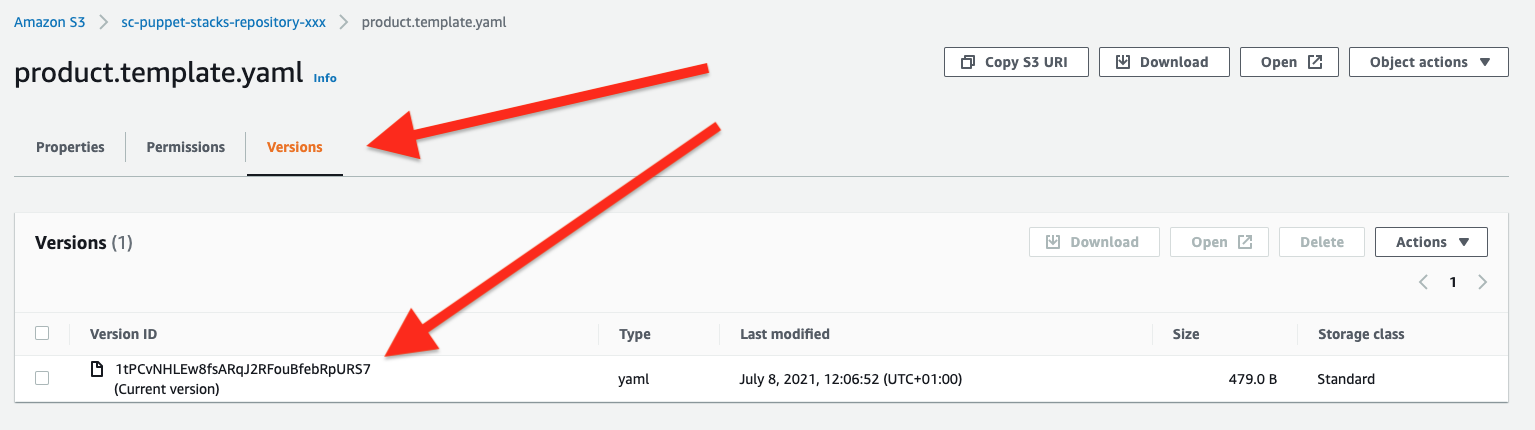 Amazon S3 > sc-puppet-stacks-repository-xxx > product.template.yaml
product.template.yaml Info
Copy S3 URI Download Open Object actions ▼
Properties Permissions Versions
Versions (1)
Download Open Delete Actions ▼
< 1 >
Version ID Type Last modified Size Storage class
1tPCvNHLEw8fsARqJ2RFouBfebRpURS7
(Current version) yaml July 8, 2021, 12:06:52 (UTC+01:00) 479.0 B Standard